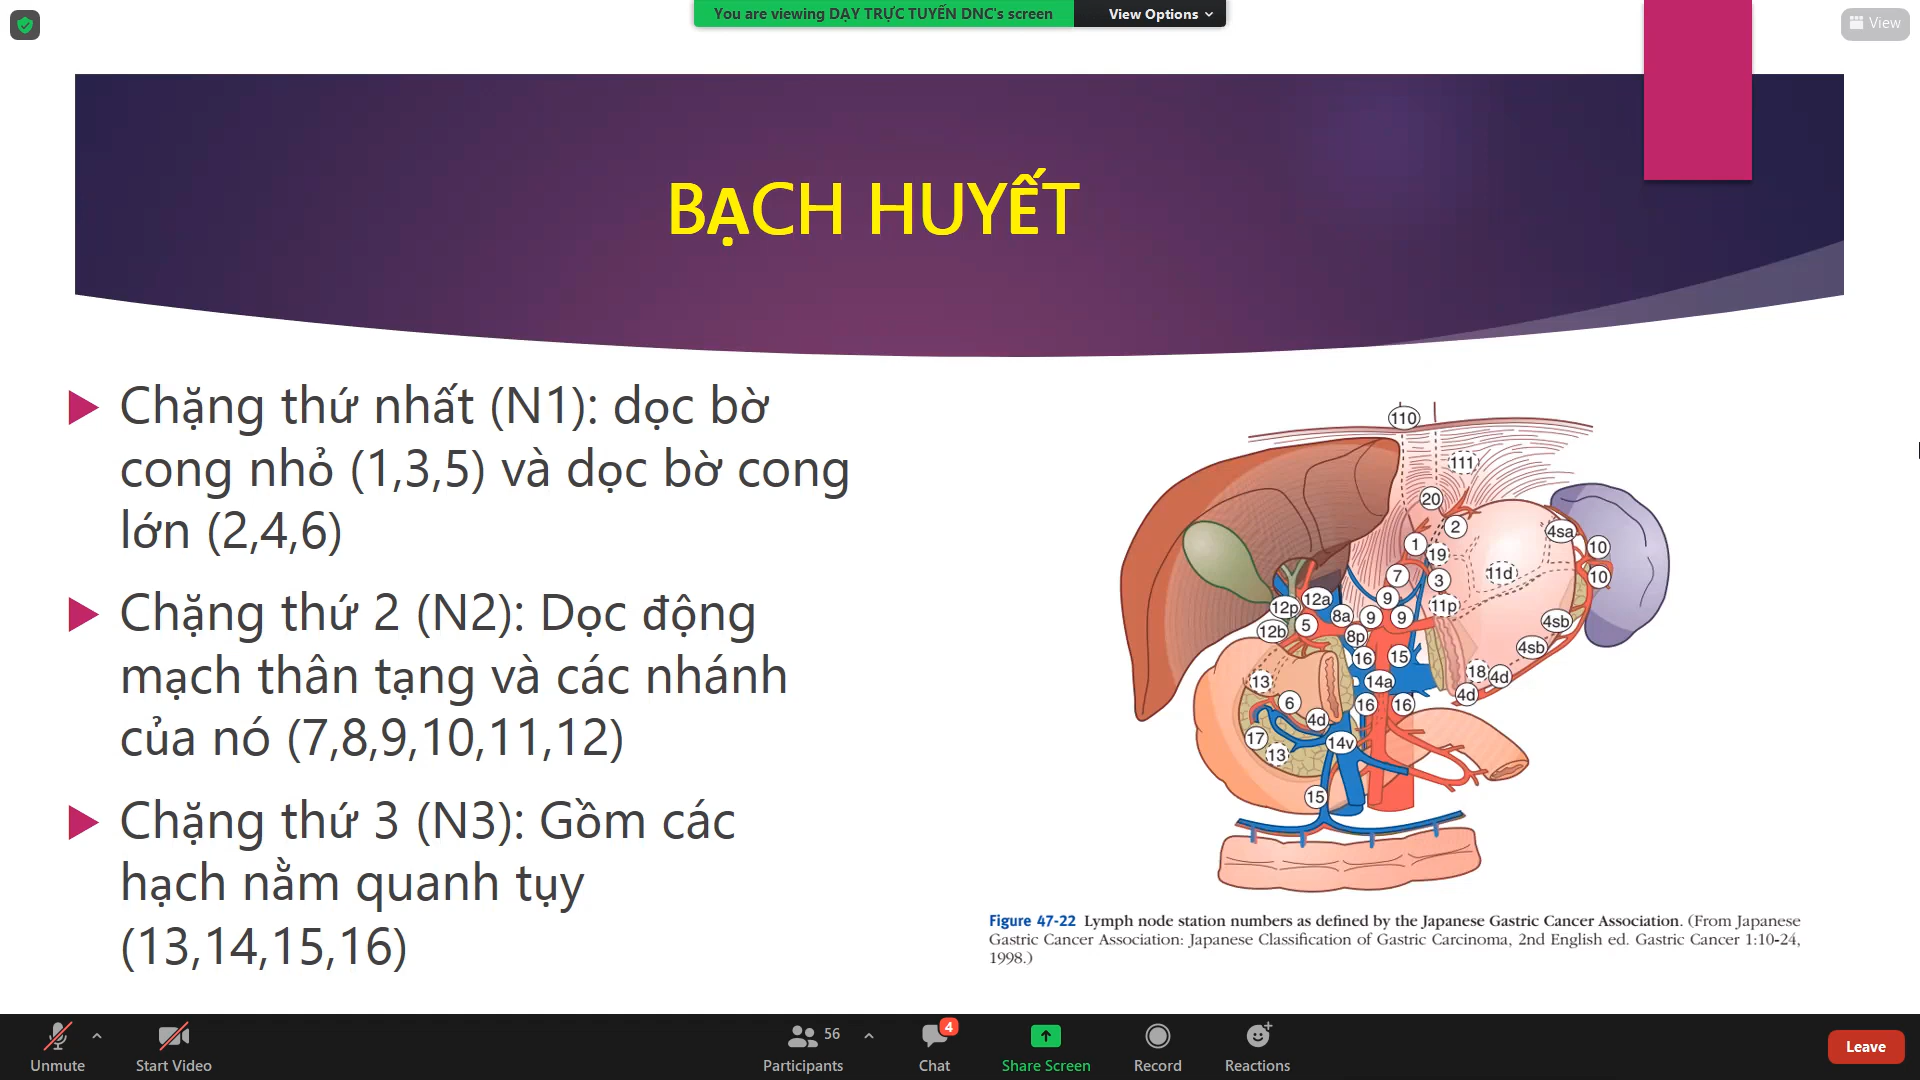 You are viewing DẠY TRỰC TUYẾN DNC's screen
View Options
View
BẠCH HUYẾT
Chặng thứ nhất (N1): dọc bờ
cong nhỏ (1,3,5) và dọc bờ cong
lớn (2,4,6)
Chặng thứ 2 (N2): Dọc động
mạch thân tạng và các nhánh
của nó (7,8,9,10,11,12)
Chặng thứ 3 (N3): Gồm các
hạch nằm quanh tụy
(13,14,15,16)
110
111
20
2
4sa
1
19
10
7
3
11d
10
9
12a
11p
12p
8a
9
9
5
4sb
12b
8p
4sb
16
15
18
4d
13
14a
4d
6
16
16
4d
17
14v
13
15
Figure 47-22 Lymph node station numbers as defined by the Japanese Gastric Cancer Association. (From Japanese
Gastric Cancer Association: Japanese Classification of Gastric Carcinoma, 2nd English ed. Gastric Cancer 1:10-24,
1998.)
Unmute
Start Video
56
Participants
4
Chat
Share Screen
Record
Reactions
Leave